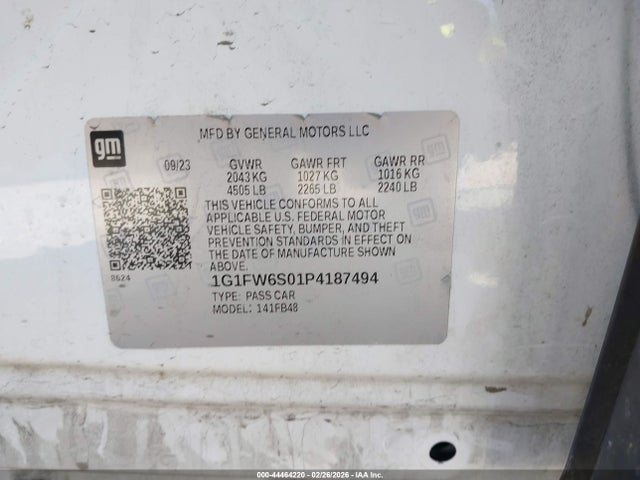 gm
MFD BY GENERAL MOTORS LLC
09/23 GVWR GAWR FRT GAWR RR
2043 KG 1027 KG 1016 KG
4505 LB 2265 LB 2240 LB
THIS VEHICLE CONFORMS TO ALL
APPLICABLE U.S. FEDERAL MOTOR
VEHICLE SAFETY, BUMPER, AND THEFT
PREVENTION STANDARDS IN EFFECT ON
THE DATE OF MANUFACTURE SHOWN
ABOVE.
8624
1G1FW6S01P4187494
TYPE: PASS CAR
MODEL: 141FB48
000-44464220 | 02/26/2026 | IAA Inc.